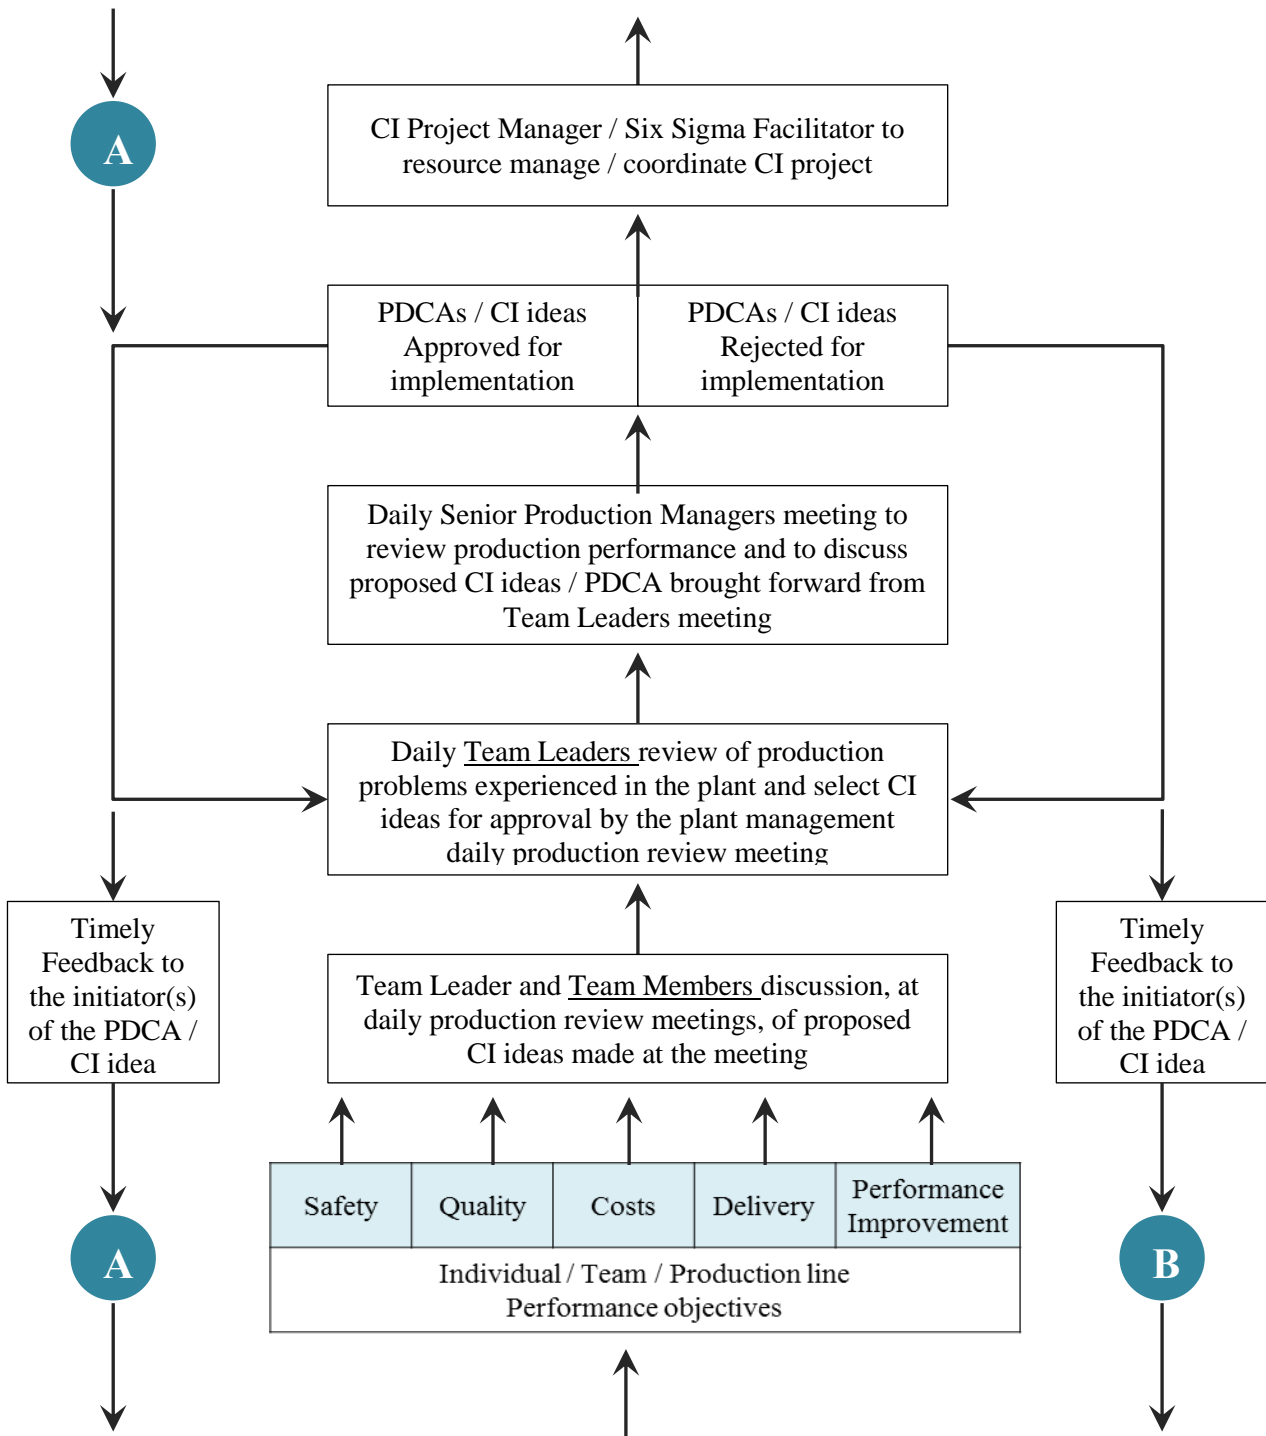 A
CI Project Manager / Six Sigma Facilitator to
resource manage / coordinate CI project
PDCAs / CI ideas
Approved for
implementation
PDCAs / CI ideas
Rejected for
implementation
Daily Senior Production Managers meeting to
review production performance and to discuss
proposed CI ideas / PDCA brought forward from
Team Leaders meeting
Daily Team Leaders review of production
problems experienced in the plant and select CI
ideas for approval by the plant management
daily production review meeting
Timely
Feedback to
the initiator(s)
of the PDCA /
CI idea
Team Leader and Team Members discussion, at
daily production review meetings, of proposed
CI ideas made at the meeting
Timely
Feedback to
the initiator(s)
of the PDCA /
CI idea
Safety
Quality
Costs
Delivery
Performance
Improvement
Individual / Team / Production line
Performance objectives
A
B